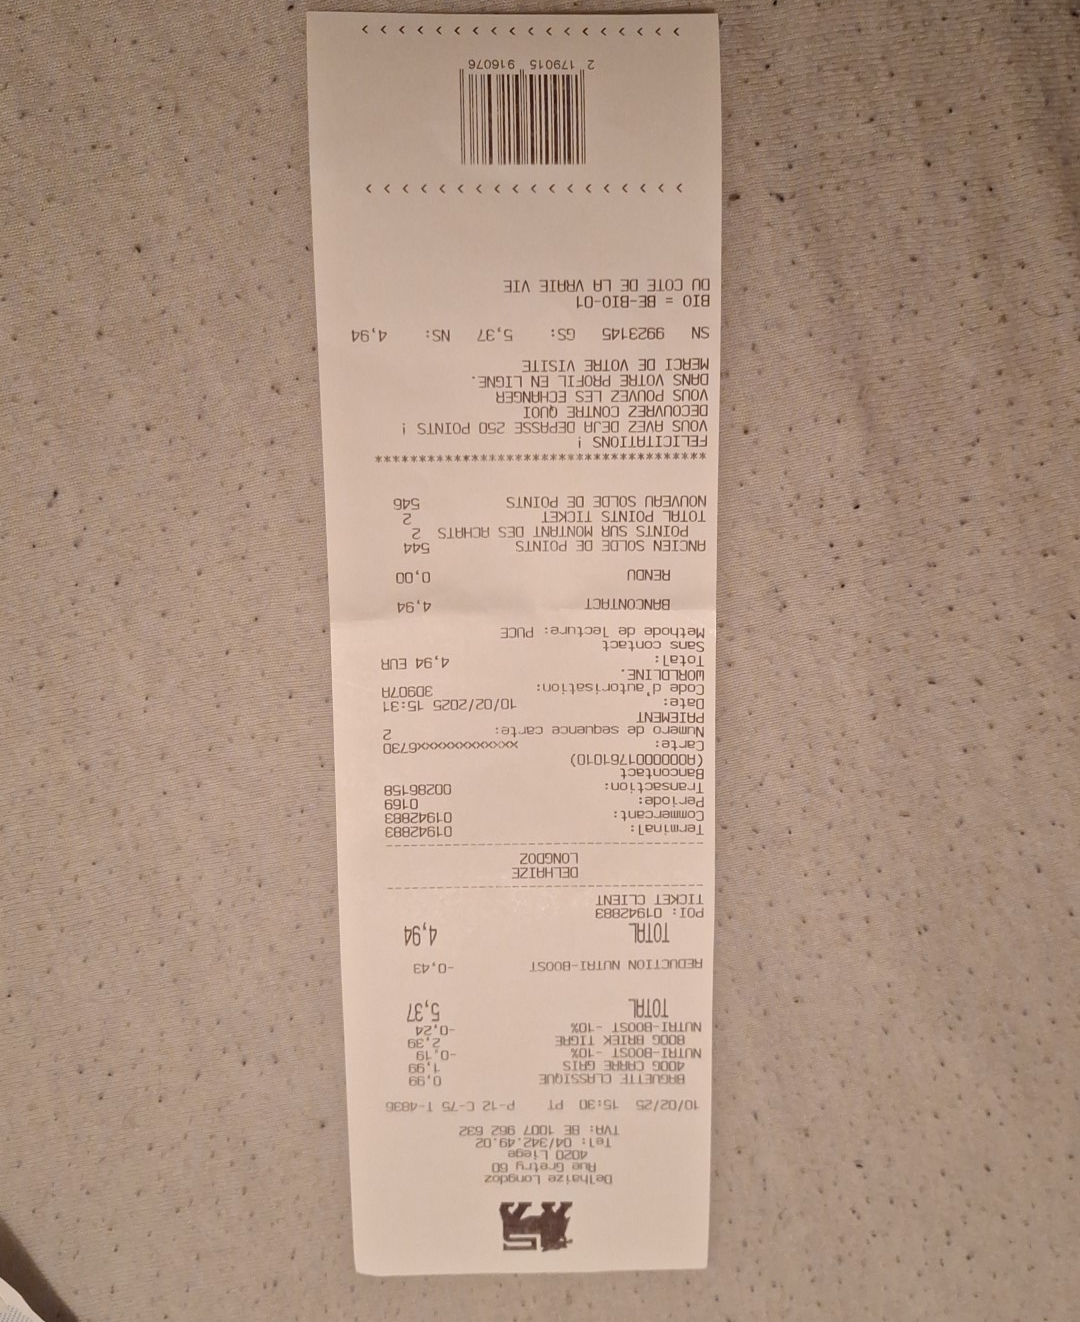 Delhaize Longdoz
Rue Gretry 60
4020 Liege
Tel: 04/342.49.02
TVA: BE 1007 962 632
10/02/25 15:30 PT P-12 C-75 T-4836
BAGUETTE CLASSIQUE 0,99
400G CARRE GRIS 1,99
NUTRI-BOOST -10% -0,19
800G BRIEK TIGRE 2,39
NUTRI-BOOST -10% -0,24
TOTAL 5,37
REDUCTION NUTRI-BOOST -0,43
TOTAL 4,94
POI: 01942883
TICKET CLIENT
DELHAIZE
LONGDOZ
Terminal: 01942883
Commercant: 01942883
Periode: 0169
Transaction: 00286158
Bancontact
(A0000001761010)
Carte: xxxxxxxxxxxxx6730
Numero de sequence carte: 2
PAIEMENT
Date: 10/02/2025 15:31
Code d'autorisation: 3D907A
WORLDLINE.
Total: 4,94 EUR
Sans contact
Methode de lecture: PUCE
BANCONTACT 4,94
RENDU 0,00
ANCIEN SOLDE DE POINTS 544
POINTS SUR MONTANT DES ACHATS 2
TOTAL POINTS TICKET 2
NOUVEAU SOLDE DE POINTS 546
****************************************
FELICITATIONS !
VOUS AVEZ DEJA DEPASSE 250 POINTS !
DECOUVREZ CONTRE QUOI
VOUS POUVEZ LES ECHANGER
DANS VOTRE PROFIL EN LIGNE.
MERCI DE VOTRE VISITE
SN 9923145 GS: 5,37 NS: 4,94
BIO = BE-BIO-01
DU COTE DE LA VRAIE VIE
2 179015 916076